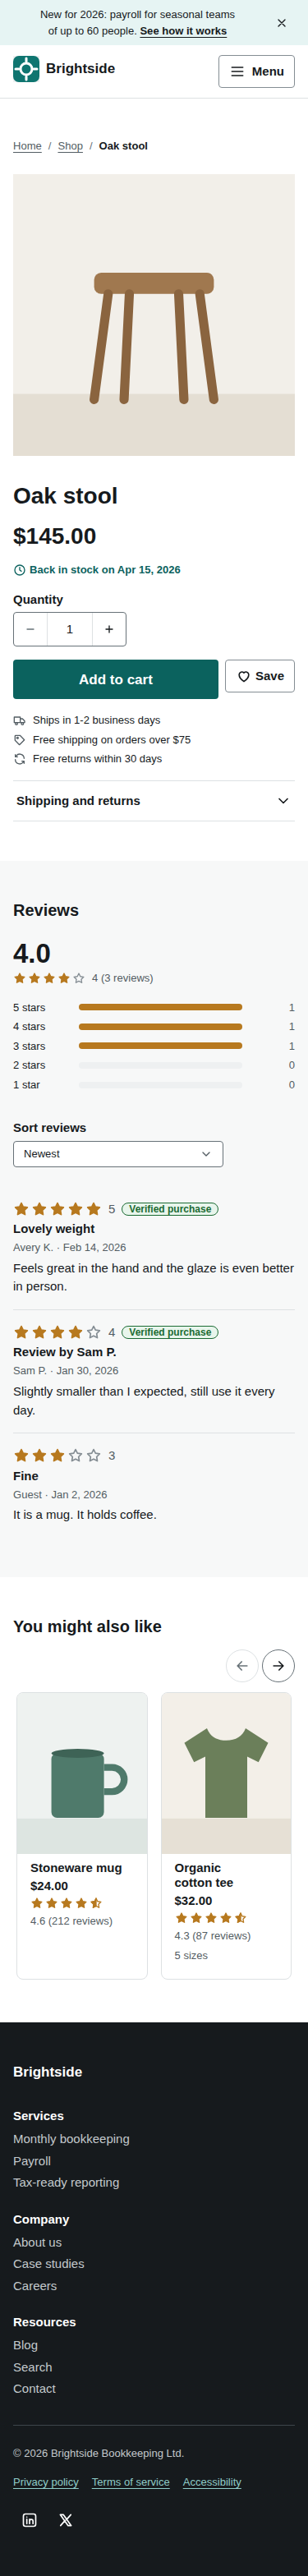 New for 2026: payroll for seasonal teams
of up to 60 people. See how it works
Brightside
Menu
Home / Shop / Oak stool
Oak stool
$145.00
Back in stock on Apr 15, 2026
Quantity
− 1 +
Add to cart
Save
Ships in 1-2 business days
Free shipping on orders over $75
Free returns within 30 days
Shipping and returns
Reviews
4.0
4 (3 reviews)
5 stars 1
4 stars 1
3 stars 1
2 stars 0
1 star 0
Sort reviews
Newest
5 Verified purchase
Lovely weight
Avery K. · Feb 14, 2026
Feels great in the hand and the glaze is even better
in person.
4 Verified purchase
Review by Sam P.
Sam P. · Jan 30, 2026
Slightly smaller than I expected, still use it every
day.
3
Fine
Guest · Jan 2, 2026
It is a mug. It holds coffee.
You might also like
Stoneware mug
$24.00
4.6 (212 reviews)
Organic
cotton tee
$32.00
4.3 (87 reviews)
5 sizes
Brightside
Services
Monthly bookkeeping
Payroll
Tax-ready reporting
Company
About us
Case studies
Careers
Resources
Blog
Search
Contact
© 2026 Brightside Bookkeeping Ltd.
Privacy policy Terms of service Accessibility